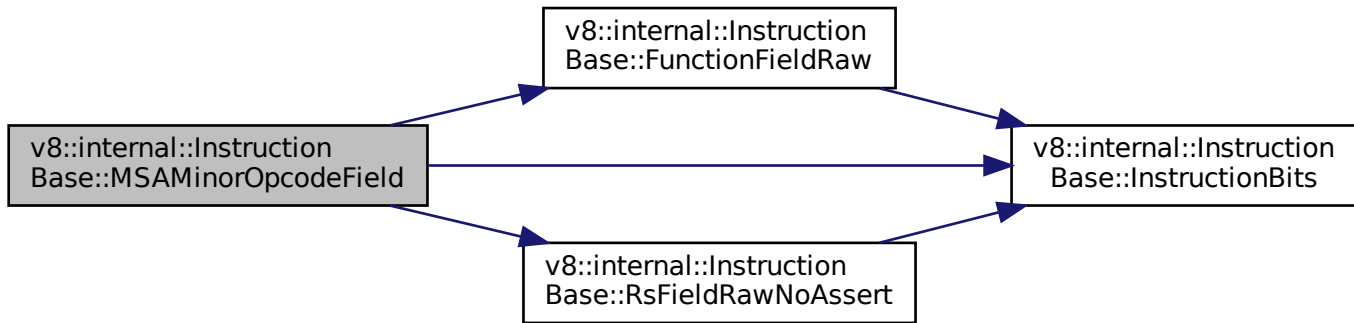 v8::internal::Instruction
Base::FunctionFieldRaw
v8::internal::Instruction
Base::MSAMinorOpcodeField
v8::internal::Instruction
Base::InstructionBits
v8::internal::Instruction
Base::RsFieldRawNoAssert